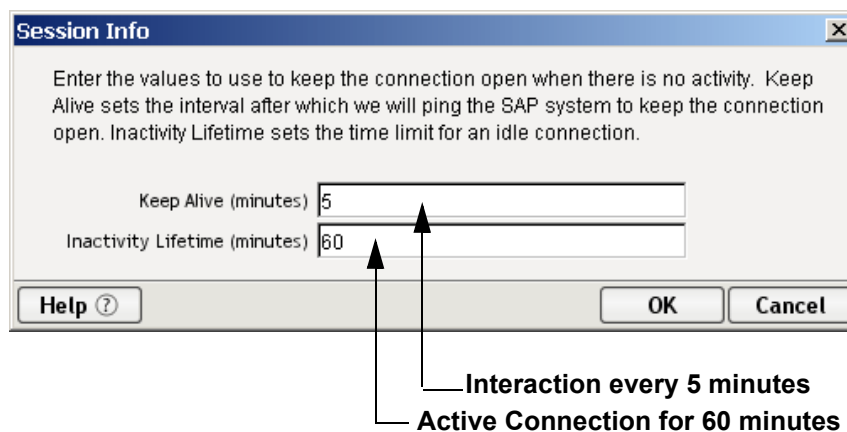 Session Info
Enter the values to use to keep the connection open when there is no activity. Keep
Alive sets the interval after which we will ping the SAP system to keep the connection
open. Inactivity Lifetime sets the time limit for an idle connection.
Keep Alive (minutes) 5
Inactivity Lifetime (minutes) 60
Help ? OK Cancel
Interaction every 5 minutes
Active Connection for 60 minutes